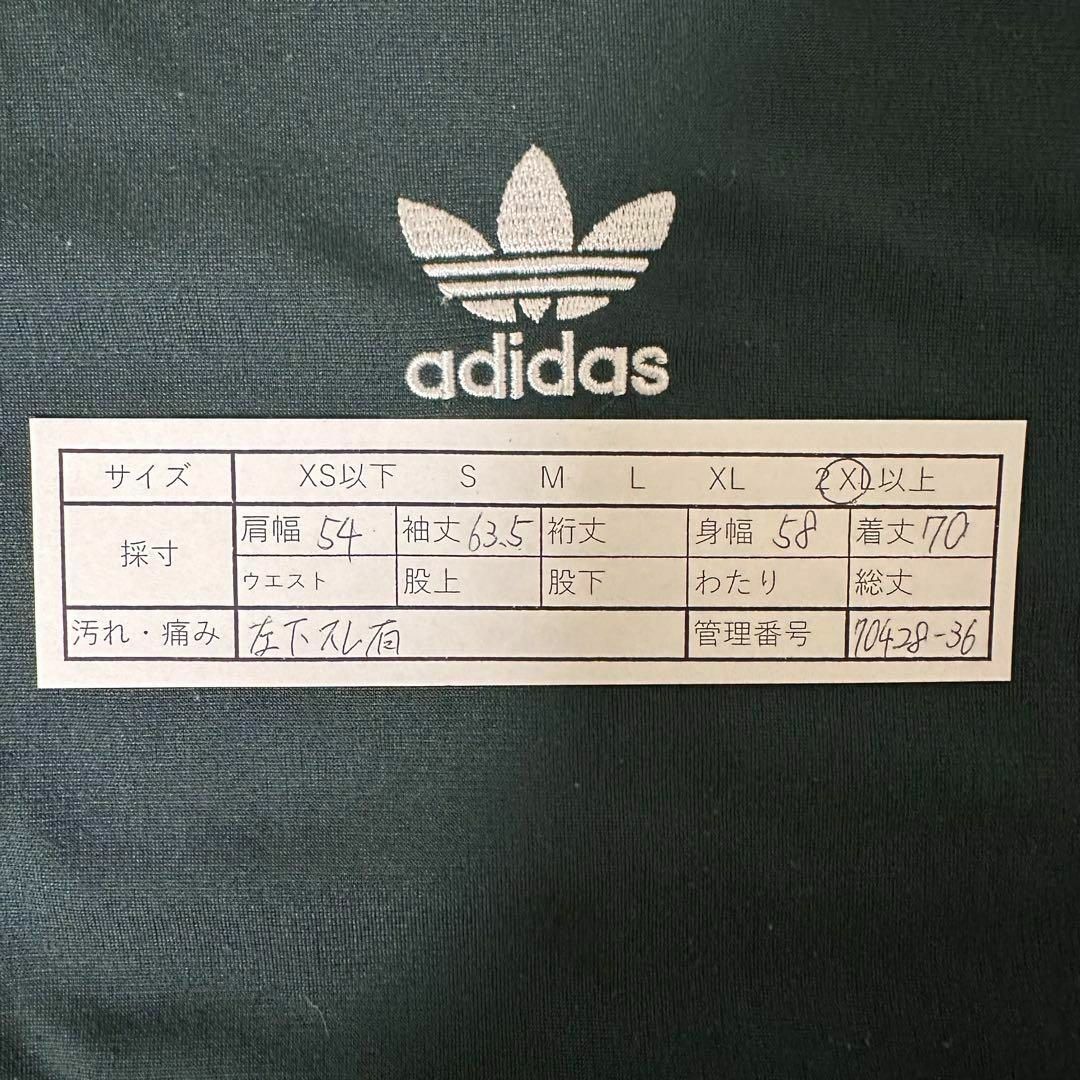 adidas
サイズ XS以下 S M L XL 2XL以上
採寸 肩幅 54 袖丈 63.5 裄丈 身幅 58 着丈 70
ウエスト 股上 股下 わたり 総丈
汚れ・痛み 左下スレ有 管理番号 70428-36